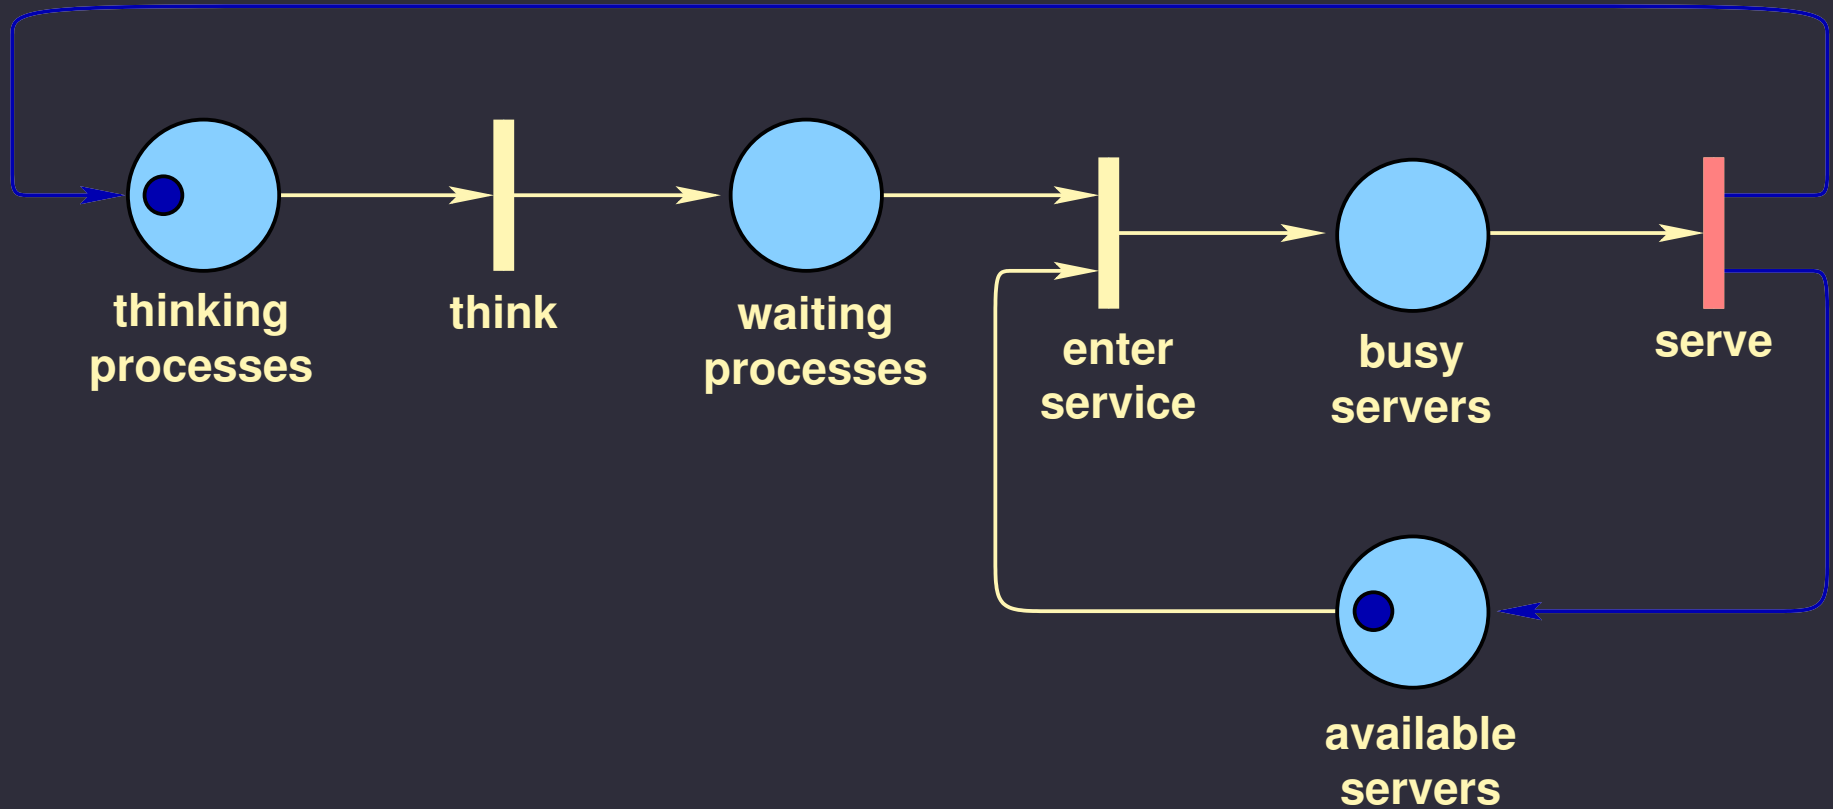 thinking
processes
think
waiting
processes
enter
service
busy
servers
serve
available
servers